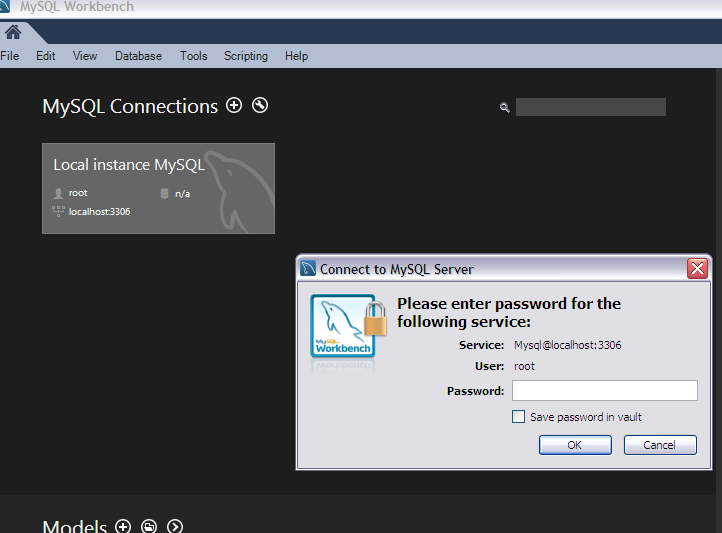 MySQL Workbench
File Edit View Database Tools Scripting Help
MySQL Connections
Local instance MySQL
root n/a
localhost:3306
Connect to MySQL Server
Please enter password for the
following service:
MySQL
Workbench
Service: Mysql@localhost:3306
User: root
Password:
Save password in vault
OK Cancel
Models